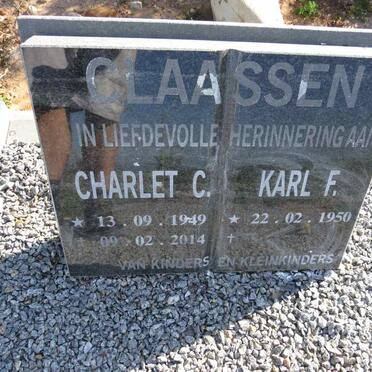 CLAASSEN
IN LIEFDEVOLLE HERINNERING AAN
CHARLET C. KARL F.
★ 13.09.1949 ★ 22.02.1950
† 09.02.2014 †
VAN KINDERS EN KLEINKINDERS